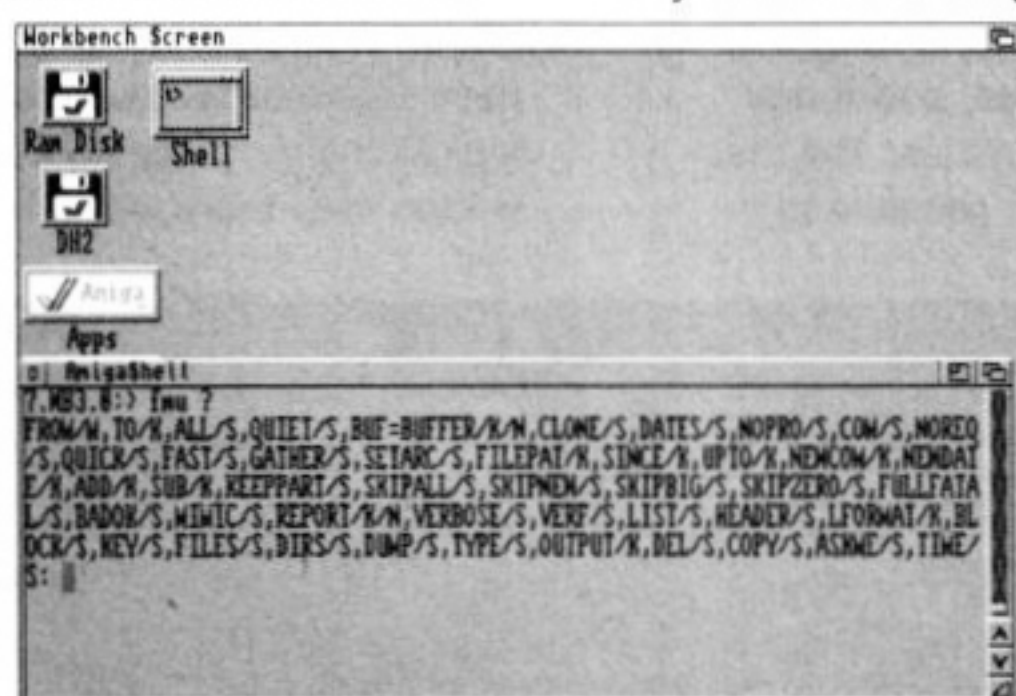 Workbench Screen
Ram Disk
Shell
DH2
Amiga
Apps
AmigaShell
7.WB3.0:> fmu ?
FROM/M,TO/K,ALL/S,QUIET/S,BUF=BUFFER/K/N,CLONE/S,DATES/S,NOPRO/S,COM/S,NOREQ
/S,QUICK/S,FAST/S,GATHER/S,SETARC/S,FILEPAT/K,SINCE/K,UPTO/K,NEWCOM/K,NEWDAT
E/K,ADD/K,SUB/K,KEEPPART/S,SKIPALL/S,SKIPNEW/S,SKIPBIG/S,SKIPZERO/S,FULLFATA
L/S,BADOK/S,MIMIC/S,REPORT/K/N,VERBOSE/S,VERF/S,LIST/S,HEADER/S,LFORMAT/K,BL
OCK/S,KEY/S,FILES/S,DIRS/S,DUMP/S,TYPE/S,OUTPUT/K,DEL/S,COPY/S,ASKME/S,TIME/
S: